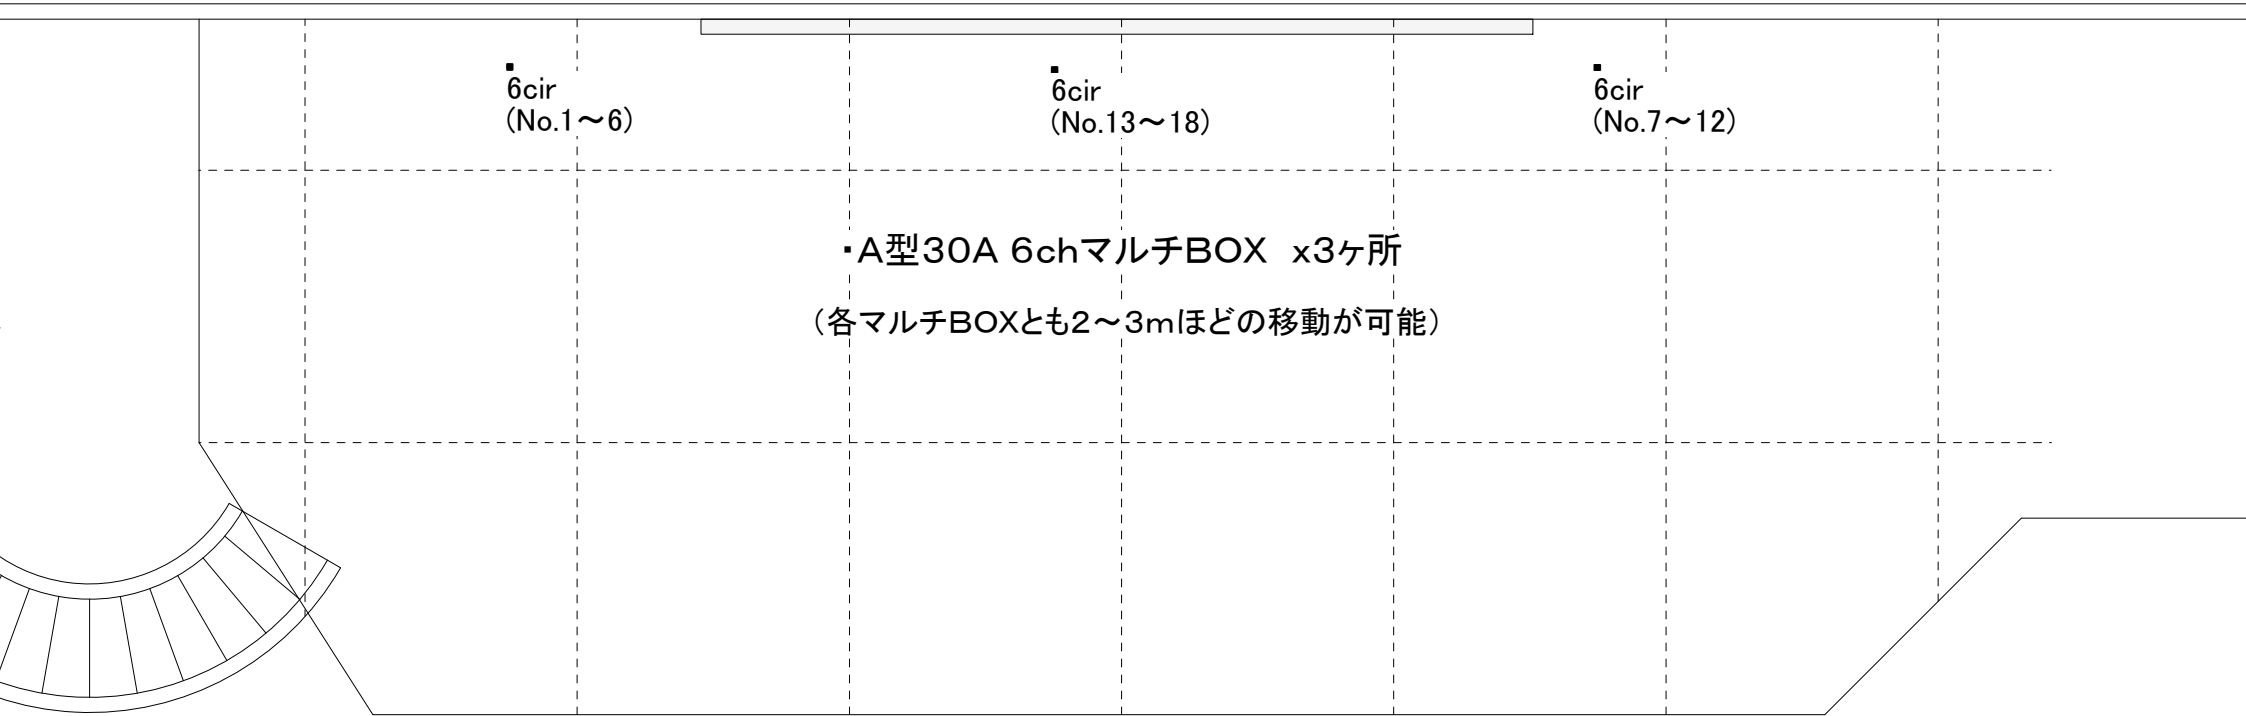 6cir
(No.1～6)
6cir
(No.13～18)
6cir
(No.7～12)
・A型30A 6chマルチBOX　x3ヶ所
（各マルチBOXとも2～3mほどの移動が可能）